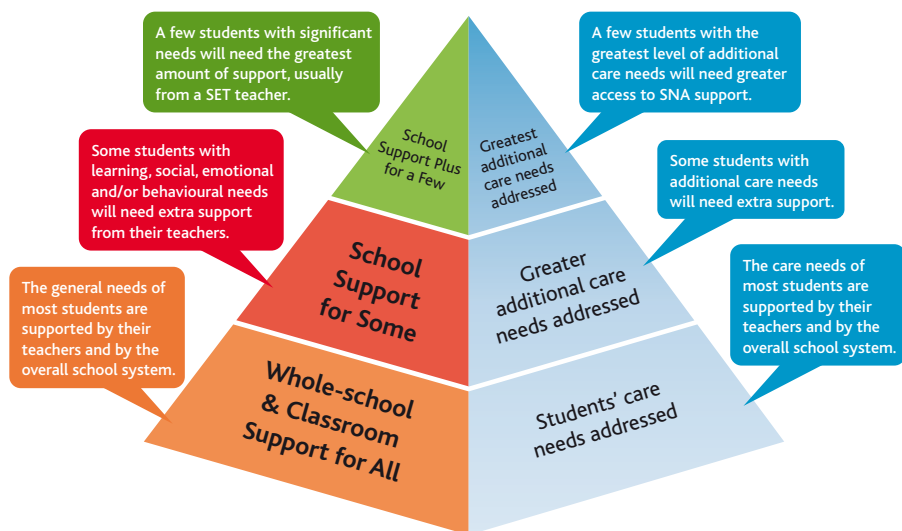 A few students with significant
needs will need the greatest
amount of support, usually
from a SET teacher.
A few students with the
greatest level of additional
care needs will need greater
access to SNA support.
School
Support Plus
for a Few
Greatest
additional
care needs
addressed
Some students with
learning, social, emotional
and/or behavioural needs
will need extra support
from their teachers.
Some students with
additional care needs
will need extra support.
School
Support
for Some
Greater
additional care
needs addressed
The general needs of
most students are
supported by their
teachers and by the
overall school system.
The care needs of
most students are
supported by their
teachers and by the
overall school system.
Whole-school
& Classroom
Support for All
Students’ care
needs addressed